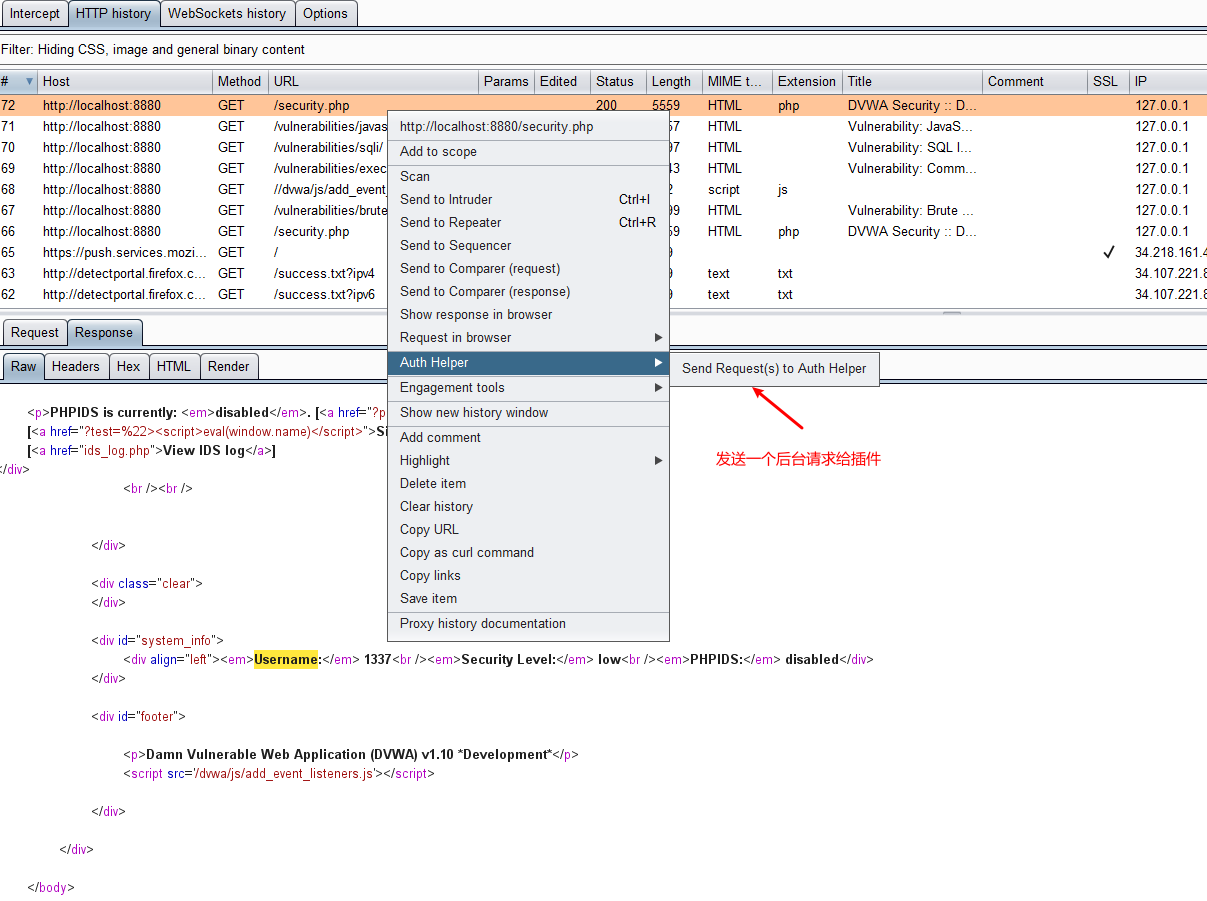 Intercept HTTP history WebSockets history Options
Filter: Hiding CSS, image and general binary content
# Host Method URL Params Edited Status Length MIME t... Extension Title Comment SSL IP
72 http://localhost:8880 GET /security.php 200 5559 HTML php DVWA Security :: D... 127.0.0.1
71 http://localhost:8880 GET /vulnerabilities/javas 57 HTML Vulnerability: JavaS... 127.0.0.1
70 http://localhost:8880 GET /vulnerabilities/sqli/ 97 HTML Vulnerability: SQL I... 127.0.0.1
69 http://localhost:8880 GET /vulnerabilities/exec 43 HTML Vulnerability: Comm... 127.0.0.1
68 http://localhost:8880 GET //dvwa/js/add_event_ 2 script js 127.0.0.1
67 http://localhost:8880 GET /vulnerabilities/brute 99 HTML Vulnerability: Brute ... 127.0.0.1
66 http://localhost:8880 GET /security.php 59 HTML php DVWA Security :: D... 127.0.0.1
65 https://push.services.mozi... GET / 9 34.218.161.4
63 http://detectportal.firefox.c... GET /success.txt?ipv4 9 text txt 34.107.221.8
62 http://detectportal.firefox.c... GET /success.txt?ipv6 9 text txt 34.107.221.8
http://localhost:8880/security.php
Add to scope
Scan
Send to Intruder Ctrl+I
Send to Repeater Ctrl+R
Send to Sequencer
Send to Comparer (request)
Send to Comparer (response)
Show response in browser
Request in browser
Auth Helper
Send Request(s) to Auth Helper
Engagement tools
Show new history window
Add comment
Highlight
Delete item
Clear history
Copy URL
Copy as curl command
Copy links
Save item
Proxy history documentation
发送一个后台请求给插件
Request Response
Raw Headers Hex HTML Render
<p>PHPIDS is currently: <em>disabled</em>. [<a href="?p
[<a href="?test=%22><script>eval(window.name)</script>">Si
[<a href="ids_log.php">View IDS log</a>]
/div>
<br /><br />
</div>
<div class="clear">
</div>
<div id="system_info">
<div align="left"><em>Username:</em> 1337<br /><em>Security Level:</em> low<br /><em>PHPIDS:</em> disabled</div>
</div>
<div id="footer">
<p>Damn Vulnerable Web Application (DVWA) v1.10 *Development*</p>
<script src='/dvwa/js/add_event_listeners.js'></script>
</div>
</div>
</body>